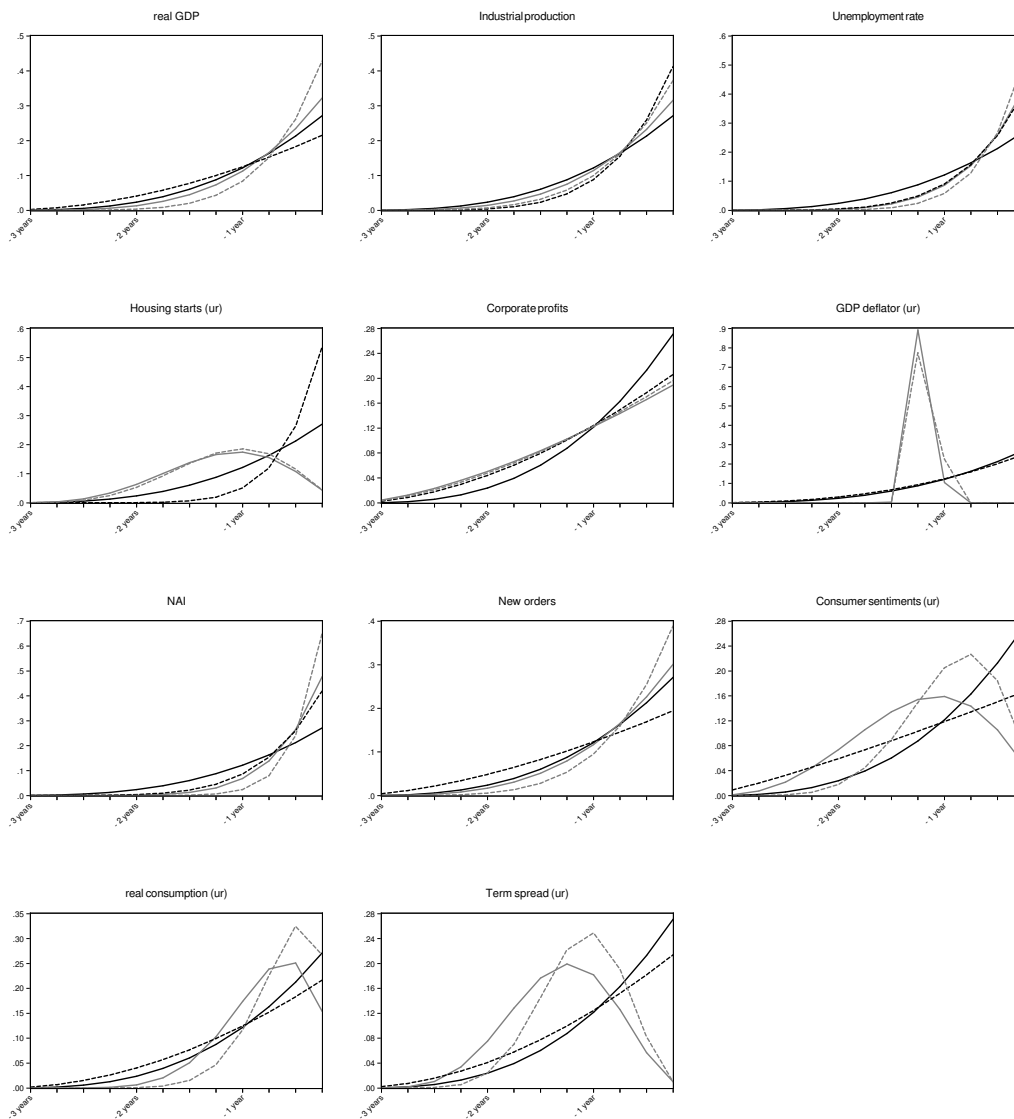 real GDP
.5
.4
.3
.2
.1
.0
- 3 years
- 2 years
- 1 year
Industrial production
.5
.4
.3
.2
.1
.0
- 3 years
- 2 years
- 1 year
Unemployment rate
.6
.5
.4
.3
.2
.1
.0
- 3 years
- 2 years
- 1 year
Housing starts (ur)
.6
.5
.4
.3
.2
.1
.0
- 3 years
- 2 years
- 1 year
Corporate profits
.28
.24
.20
.16
.12
.08
.04
.00
- 3 years
- 2 years
- 1 year
GDP deflator (ur)
.9
.8
.7
.6
.5
.4
.3
.2
.1
.0
- 3 years
- 2 years
- 1 year
NAI
.7
.6
.5
.4
.3
.2
.1
.0
- 3 years
- 2 years
- 1 year
New orders
.4
.3
.2
.1
.0
- 3 years
- 2 years
- 1 year
Consumer sentiments (ur)
.28
.24
.20
.16
.12
.08
.04
.00
- 3 years
- 2 years
- 1 year
real consumption (ur)
.35
.30
.25
.20
.15
.10
.05
.00
- 3 years
- 2 years
- 1 year
Term spread (ur)
.28
.24
.20
.16
.12
.08
.04
.00
- 3 years
- 2 years
- 1 year